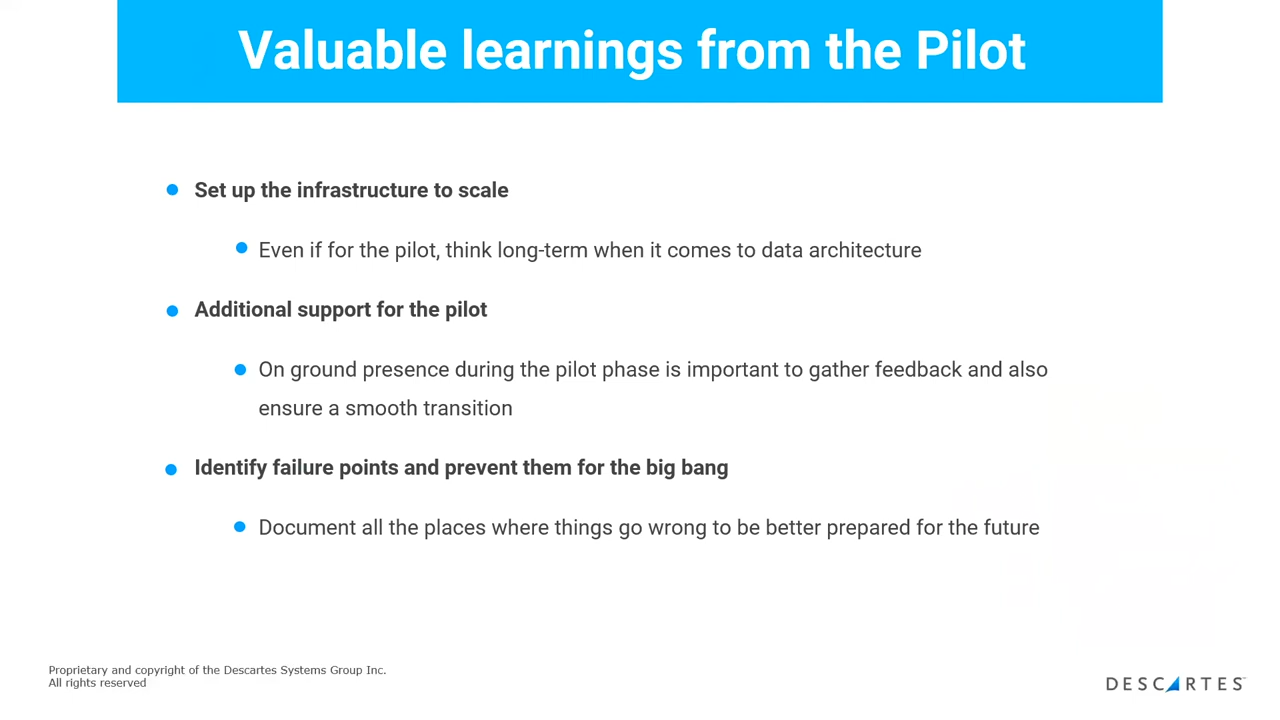 Valuable learnings from the Pilot
Set up the infrastructure to scale
Even if for the pilot, think long-term when it comes to data architecture
Additional support for the pilot
On ground presence during the pilot phase is important to gather feedback and also
ensure a smooth transition
Identify failure points and prevent them for the big bang
Document all the places where things go wrong to be better prepared for the future
Proprietary and copyright of the Descartes Systems Group Inc.
All rights reserved
DESCARTES